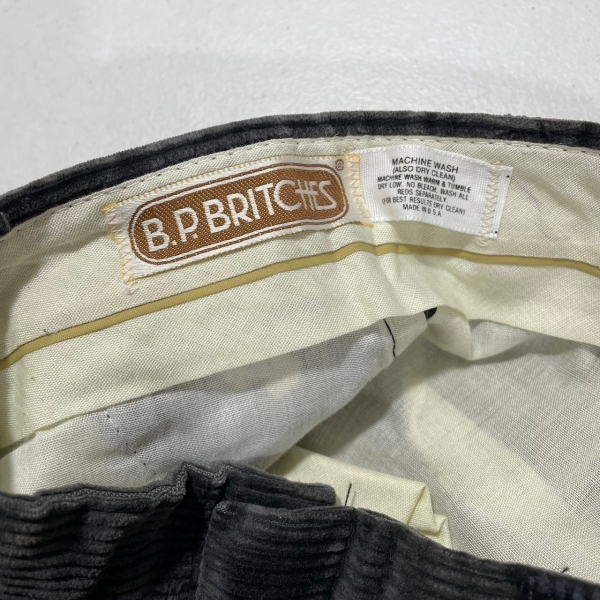 B.P. BRITCHES ®
MACHINE WASH
(ALSO DRY CLEAN)
MACHINE WASH WARM & TUMBLE
DRY LOW. NO BLEACH. WASH ALL
REDS SEPARATELY
(FOR BEST RESULTS DRY CLEAN)
MADE IN U.S.A.